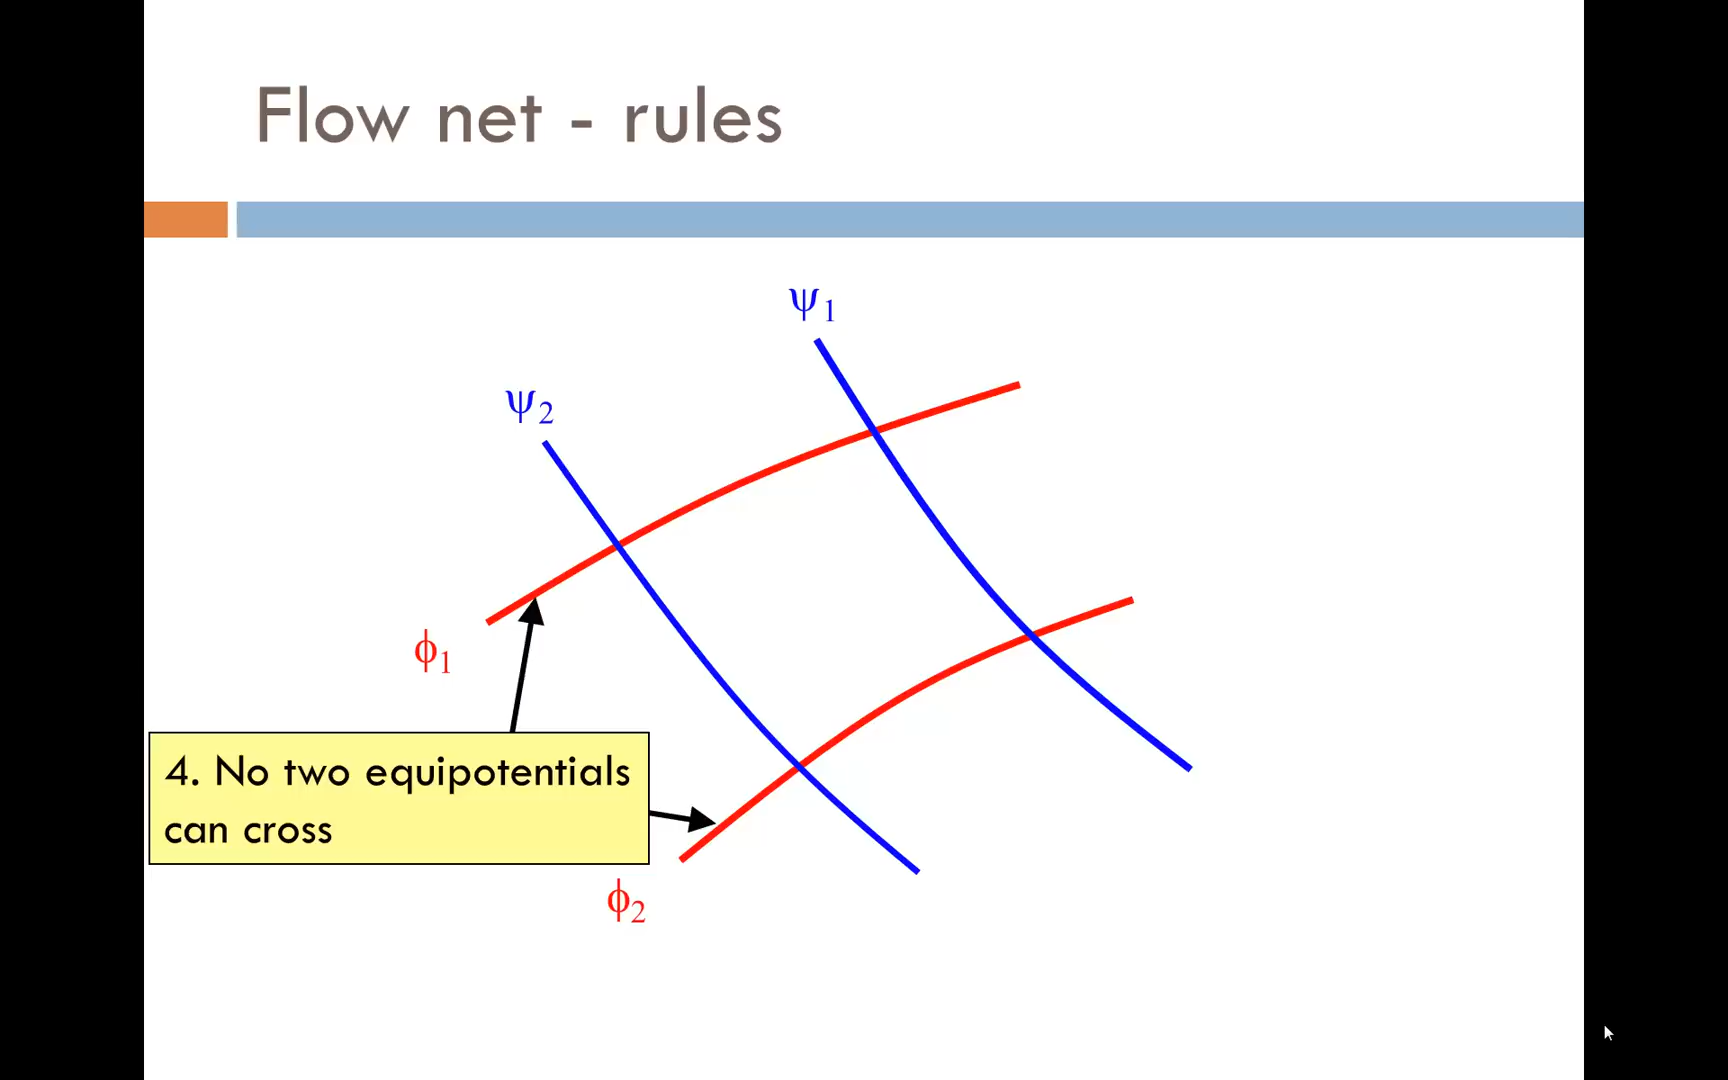 Flow net - rules
ψ₁
ψ₂
ϕ₁
4. No two equipotentials
can cross
ϕ₂